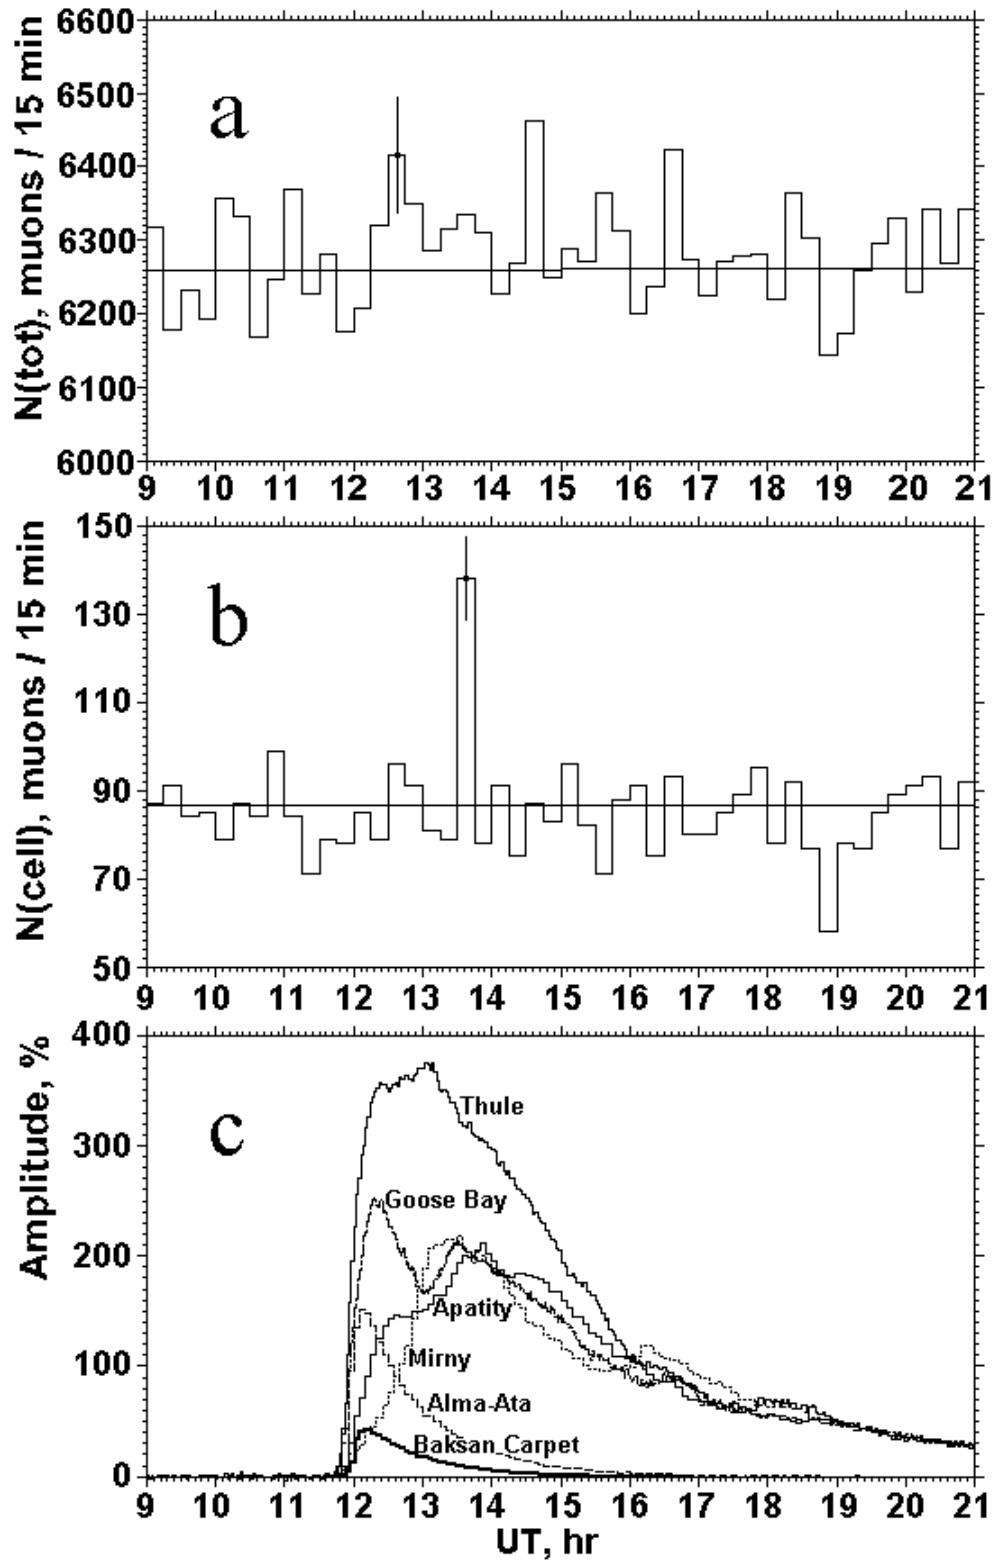 N(tot), muons / 15 min
6600
6500
6400
6300
6200
6100
6000
a
9 10 11 12 13 14 15 16 17 18 19 20 21
N(cell), muons / 15 min
150
130
110
90
70
50
b
9 10 11 12 13 14 15 16 17 18 19 20 21
Amplitude, %
400
300
200
100
0
c
Thule
Goose Bay
Apatity
Mirny
Alma-Ata
Baksan Carpet
9 10 11 12 13 14 15 16 17 18 19 20 21
UT, hr